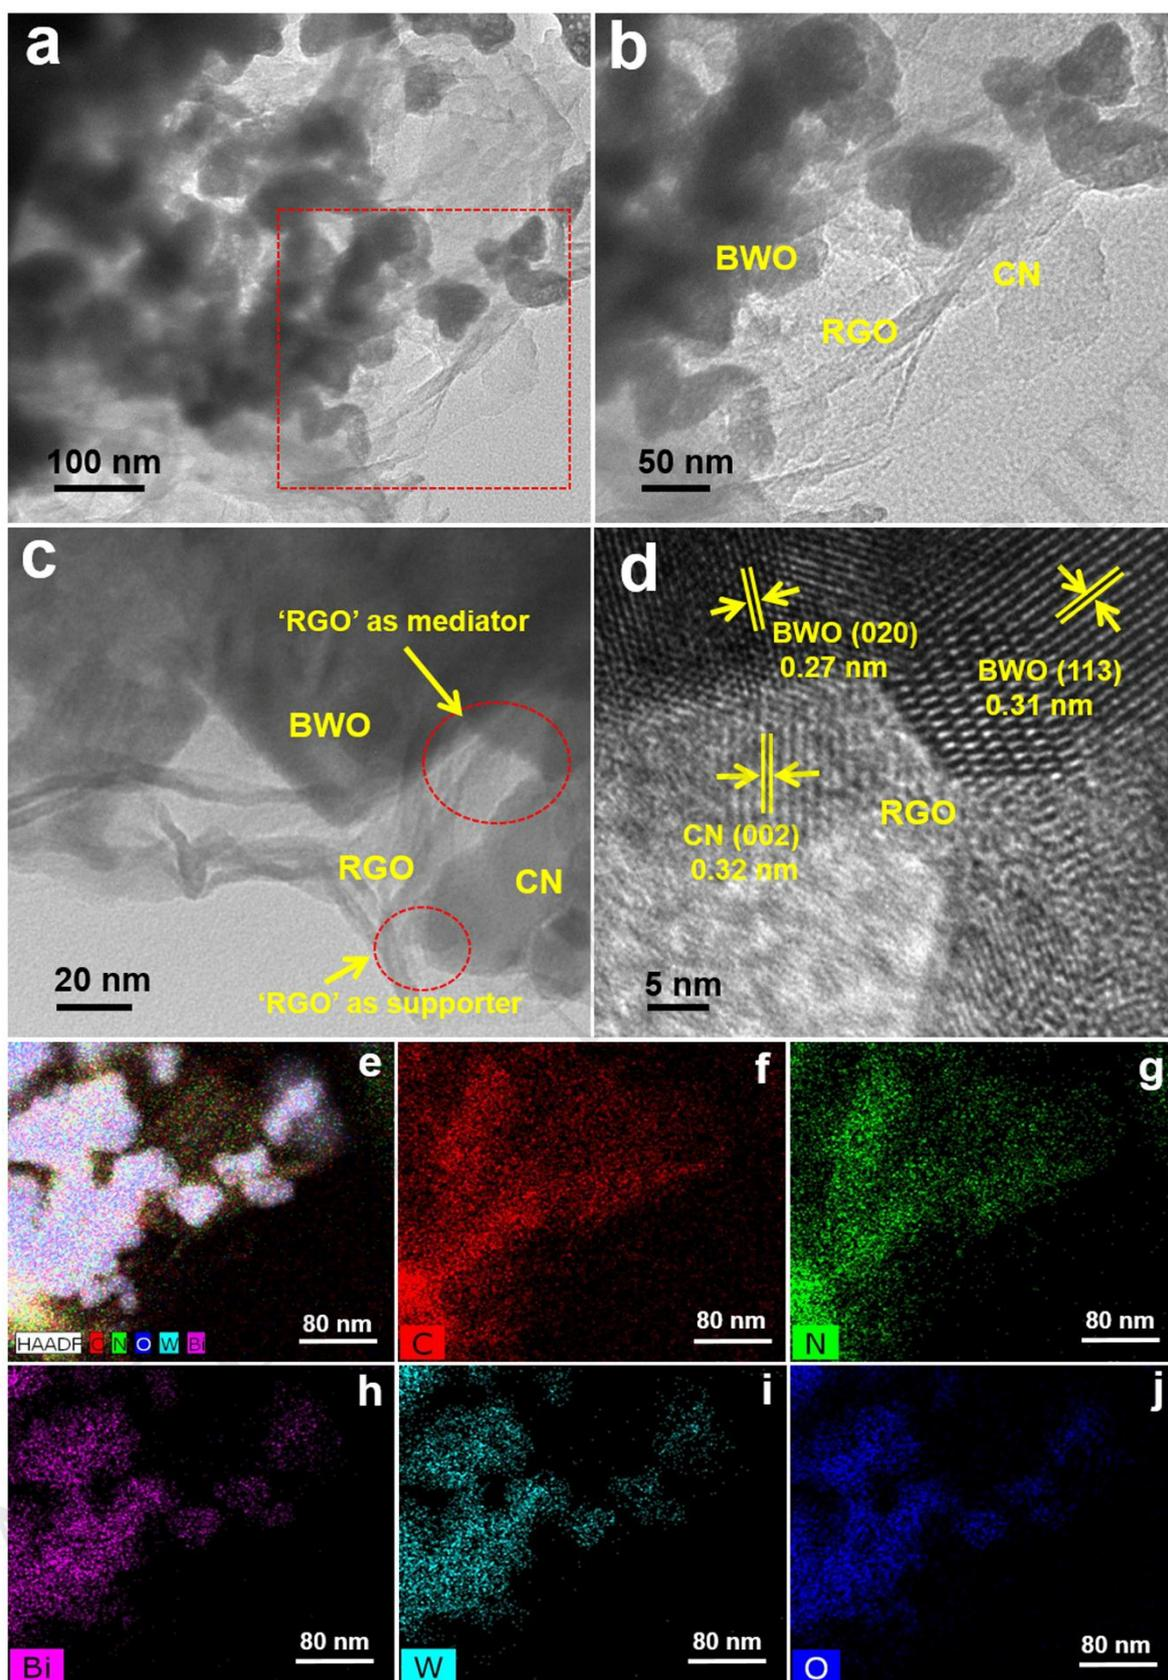 a
100 nm
b
BWO
CN
RGO
50 nm
c
‘RGO’ as mediator
BWO
RGO
CN
20 nm
‘RGO’ as supporter
d
BWO (020)
0.27 nm
BWO (113)
0.31 nm
CN (002)
0.32 nm
RGO
5 nm
e
HAADF C N O W Bi
80 nm
f
C
80 nm
g
N
80 nm
h
Bi
80 nm
i
W
80 nm
j
O
80 nm